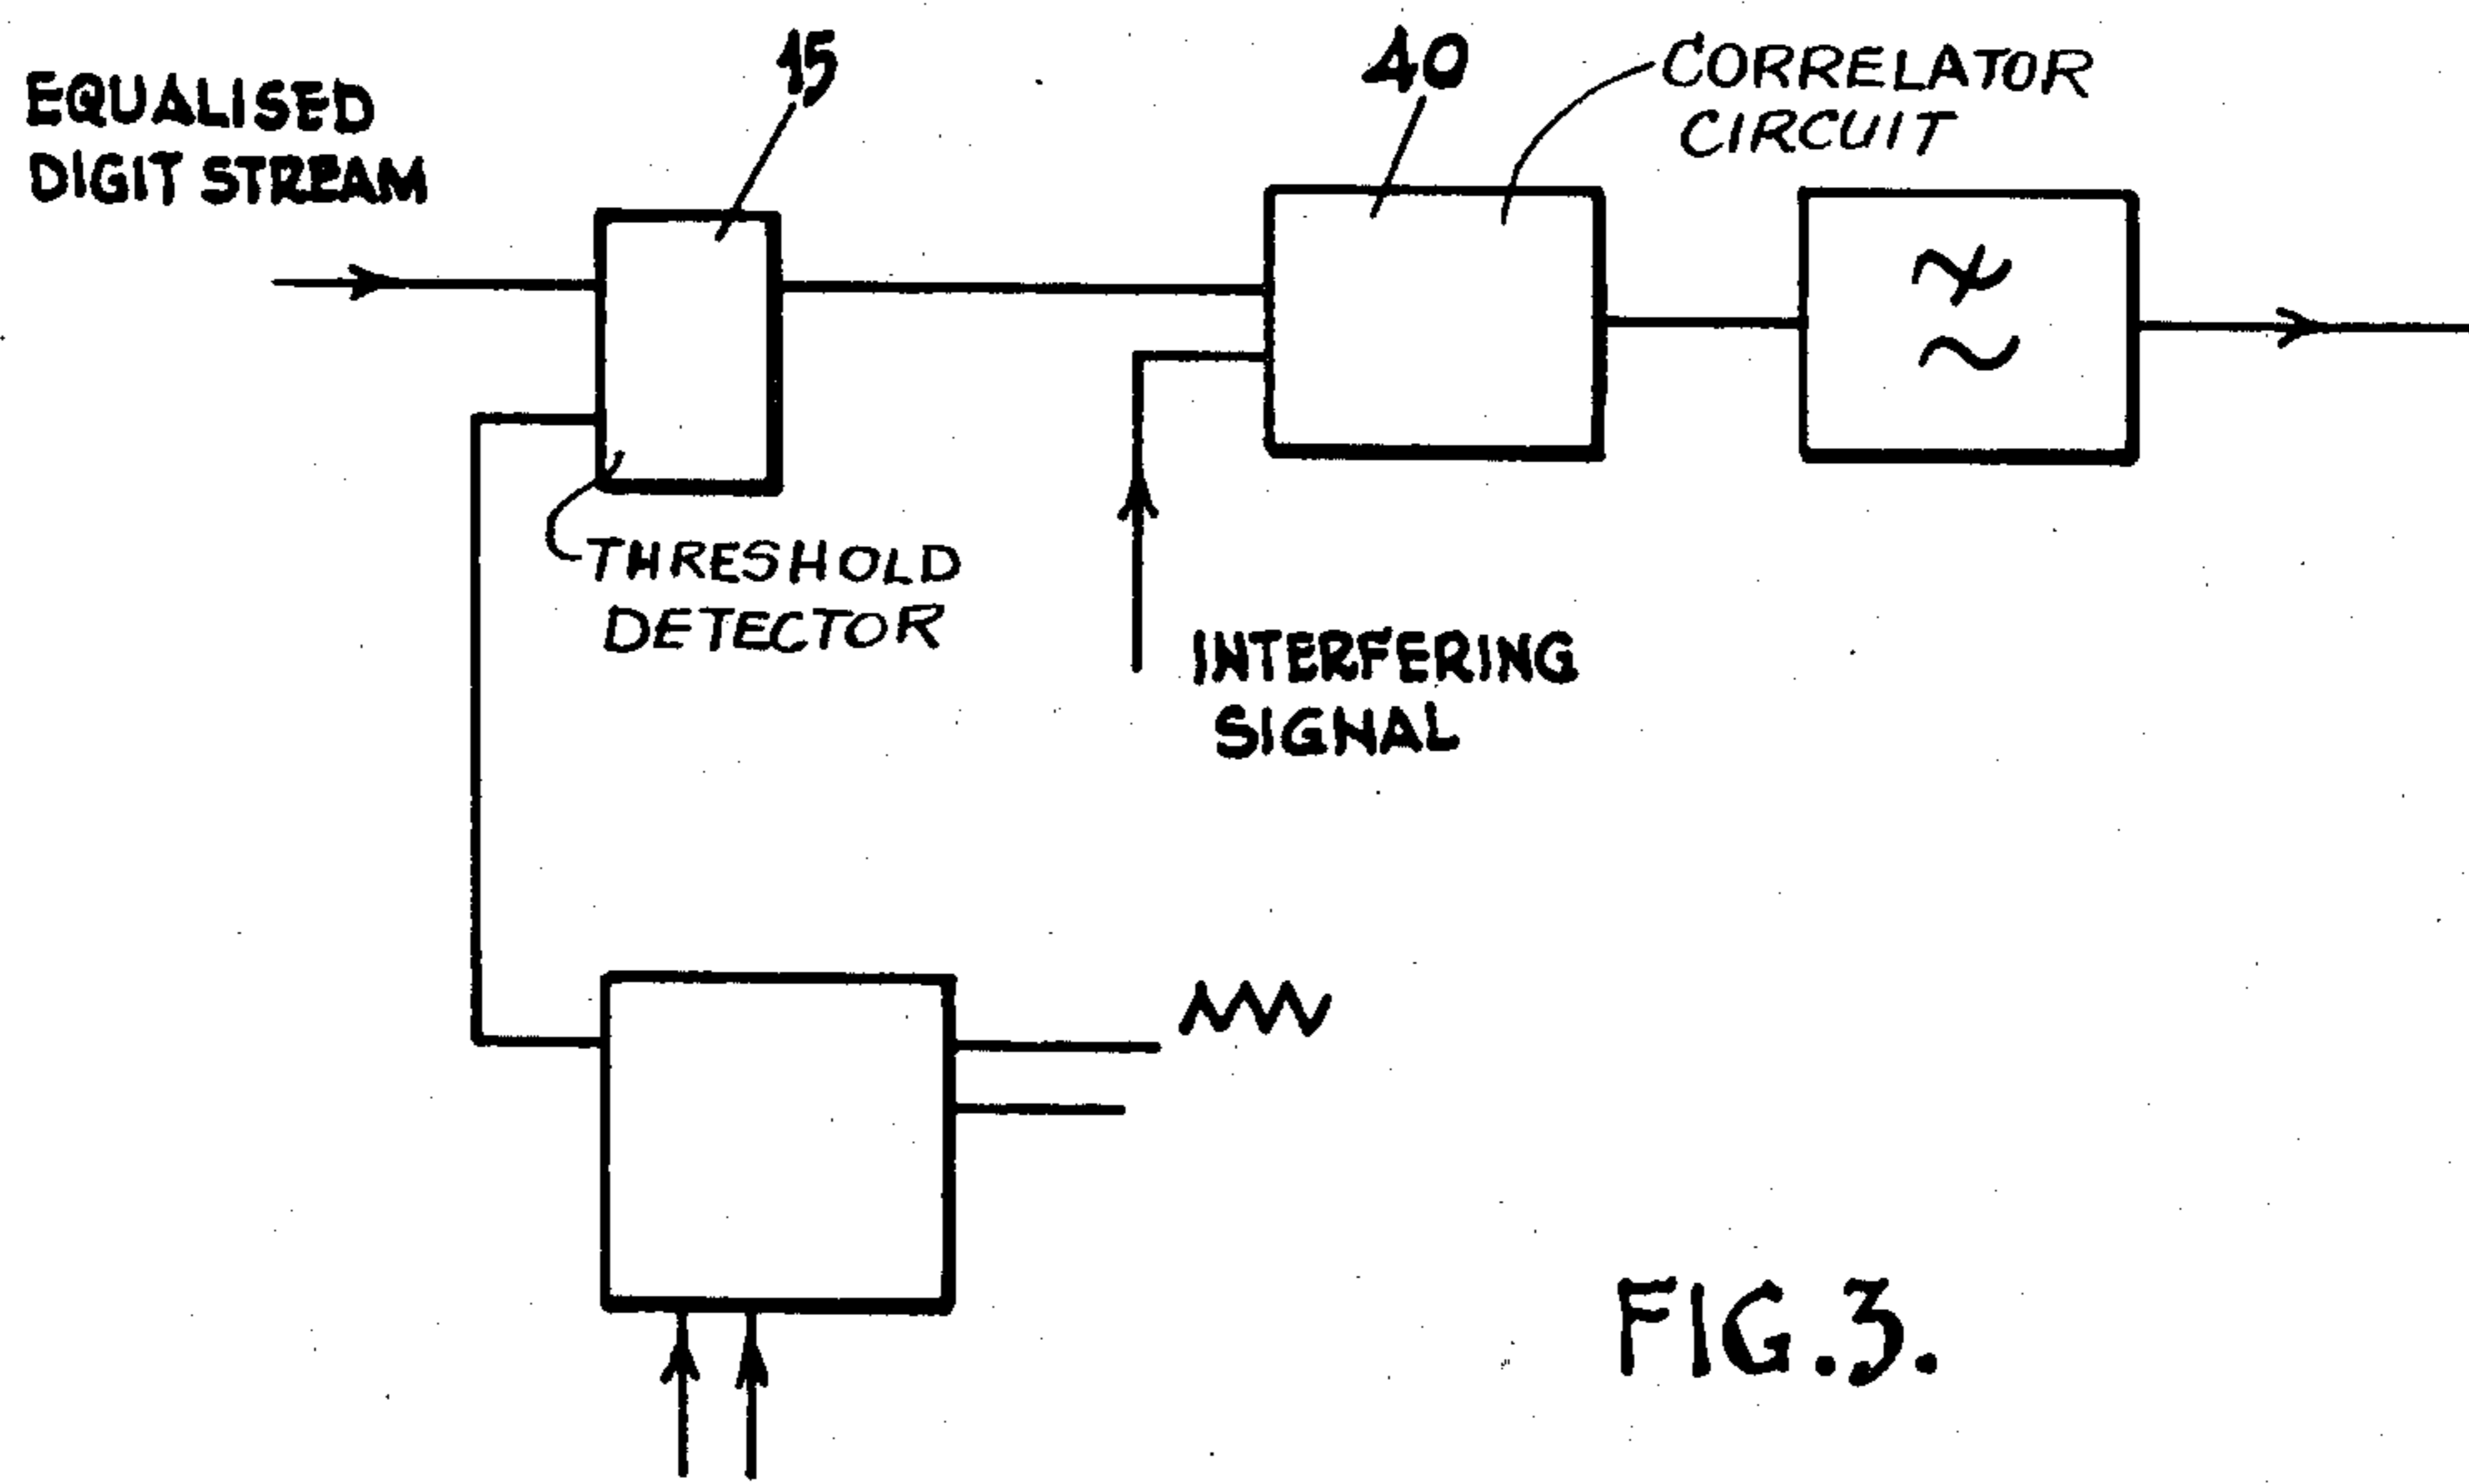 15
40
CORRELATOR
CIRCUIT
EQUALISED
DIGIT STREAM
THRESHOLD
DETECTOR
INTERFERING
SIGNAL
FIG.3.